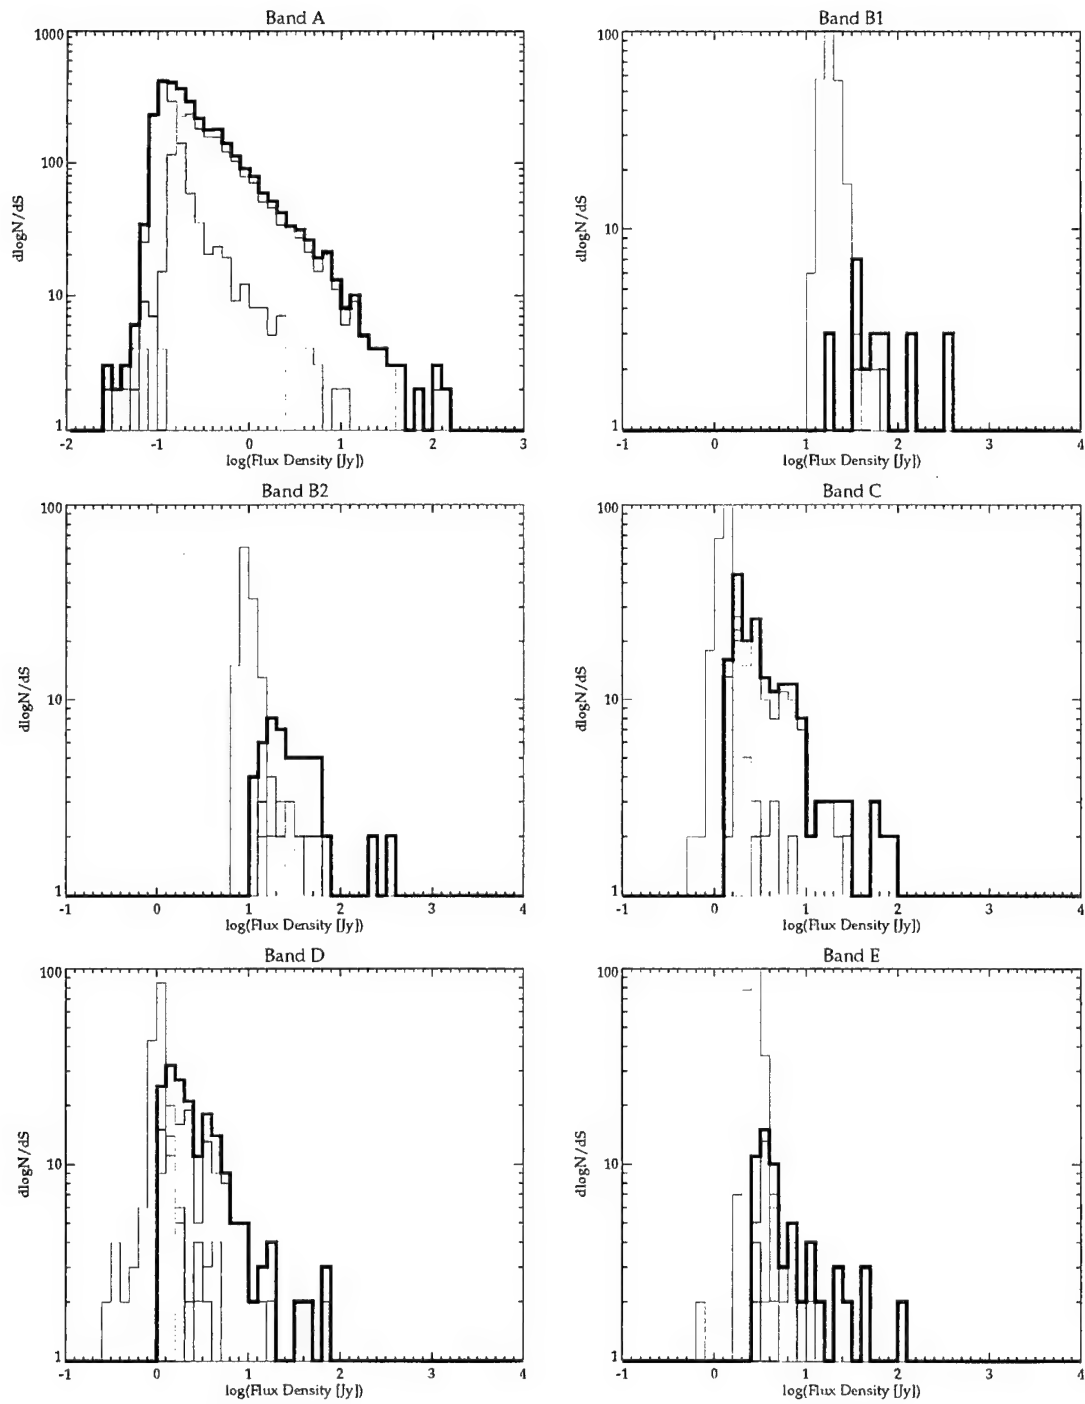 Band A
1000
100
10
1
dlogN/dS
-2 -1 0 1 2 3
log(Flux Density [Jy])
Band B1
100
10
1
dlogN/dS
-1 0 1 2 3 4
log(Flux Density [Jy])
Band B2
100
10
1
dlogN/dS
-1 0 1 2 3 4
log(Flux Density [Jy])
Band C
100
10
1
dlogN/dS
-1 0 1 2 3 4
log(Flux Density [Jy])
Band D
100
10
1
dlogN/dS
-1 0 1 2 3 4
log(Flux Density [Jy])
Band E
100
10
1
dlogN/dS
-1 0 1 2 3 4
log(Flux Density [Jy])